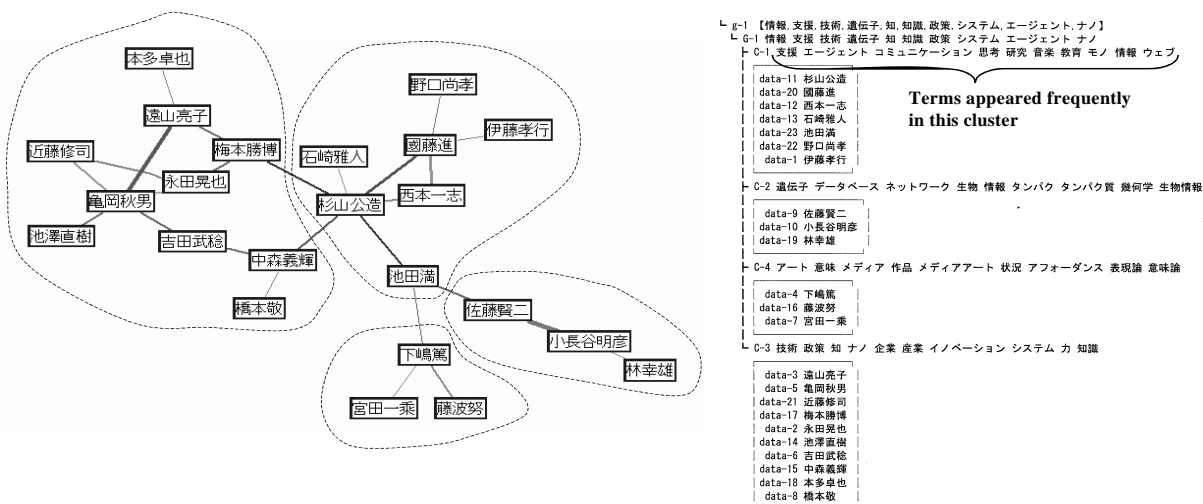 本多卓也
遠山亮子
近藤修司
梅本勝博
永田晃也
亀岡秋男
池澤直樹
吉田武稔
中森義輝
橋本敬
野口尚孝
伊藤孝行
國藤進
石崎雅人
西本一志
杉山公造
池田満
佐藤賢二
小長谷明彦
林幸雄
下嶋篤
宮田一乘
藤波努
g-1 【情報, 支援, 技術, 遺伝子, 知, 知識, 政策, システム, エージェント, ナノ】
G-1 情報 支援 技術 遺伝子 知 知識 政策 システム エージェント ナノ
C-1 支援 エージェント コミュニケーション 思考 研究 音楽 教育 モノ 情報 ウェブ
data-11 杉山公造
data-20 國藤進
data-12 西本一志
data-13 石崎雅人
data-23 池田満
data-22 野口尚孝
data-1 伊藤孝行
Terms appeared frequently
in this cluster
C-2 遺伝子 データベース ネットワーク 生物 情報 タンパク タンパク質 幾何学 生物情報
data-9 佐藤賢二
data-10 小長谷明彦
data-19 林幸雄
C-4 アート 意味 メディア 作品 メディアアート 状況 アフォーダンス 表現論 意味論
data-4 下嶋篤
data-16 藤波努
data-7 宮田一乘
C-3 技術 政策 知 ナノ 企業 産業 イノベーション システム 力 知識
data-3 遠山亮子
data-5 亀岡秋男
data-21 近藤修司
data-17 梅本勝博
data-2 永田晃也
data-14 池澤直樹
data-6 吉田武稔
data-15 中森義輝
data-18 本多卓也
data-8 橋本敬